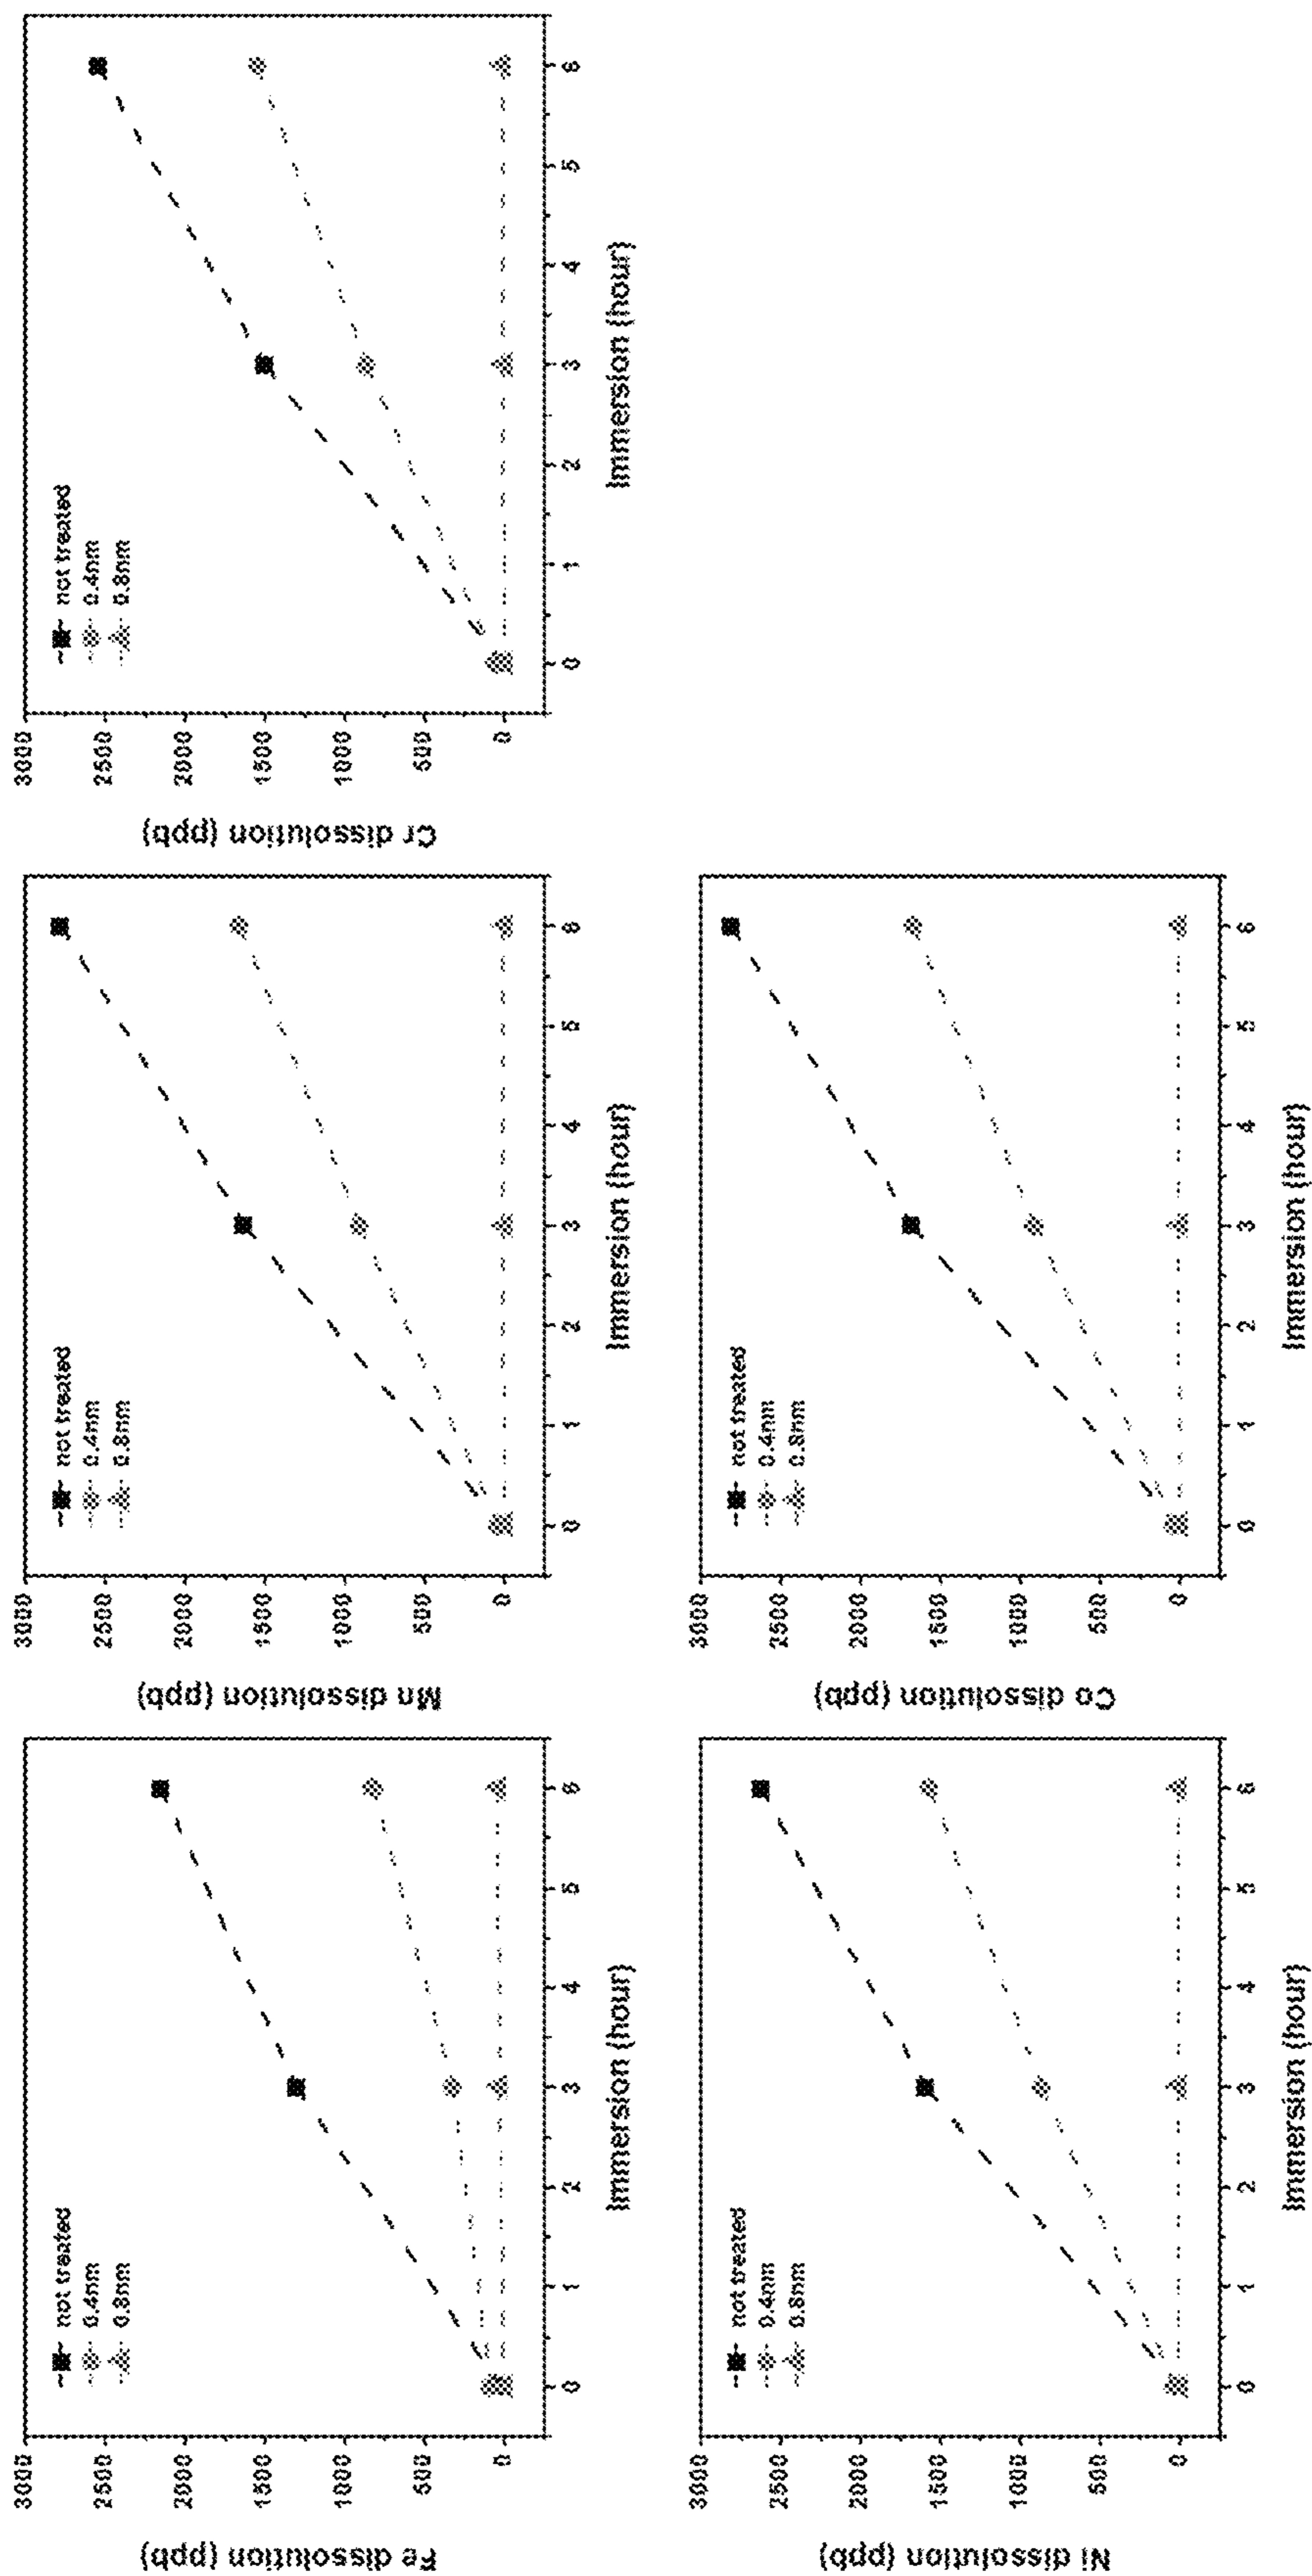 3000
2500
2000
1500
1000
500
0
Fe dissolution (ppb)
not treated
0.4nm
0.8nm
0 1 2 3 4 5 6
Immersion (hour)
3000
2500
2000
1500
1000
500
0
Mn dissolution (ppb)
not treated
0.4nm
0.8nm
0 1 2 3 4 5 6
Immersion (hour)
3000
2500
2000
1500
1000
500
0
Cr dissolution (ppb)
not treated
0.4nm
0.8nm
0 1 2 3 4 5 6
Immersion (hour)
3000
2500
2000
1500
1000
500
0
Ni dissolution (ppb)
not treated
0.4nm
0.8nm
0 1 2 3 4 5 6
Immersion (hour)
3000
2500
2000
1500
1000
500
0
Co dissolution (ppb)
not treated
0.4nm
0.8nm
0 1 2 3 4 5 6
Immersion (hour)